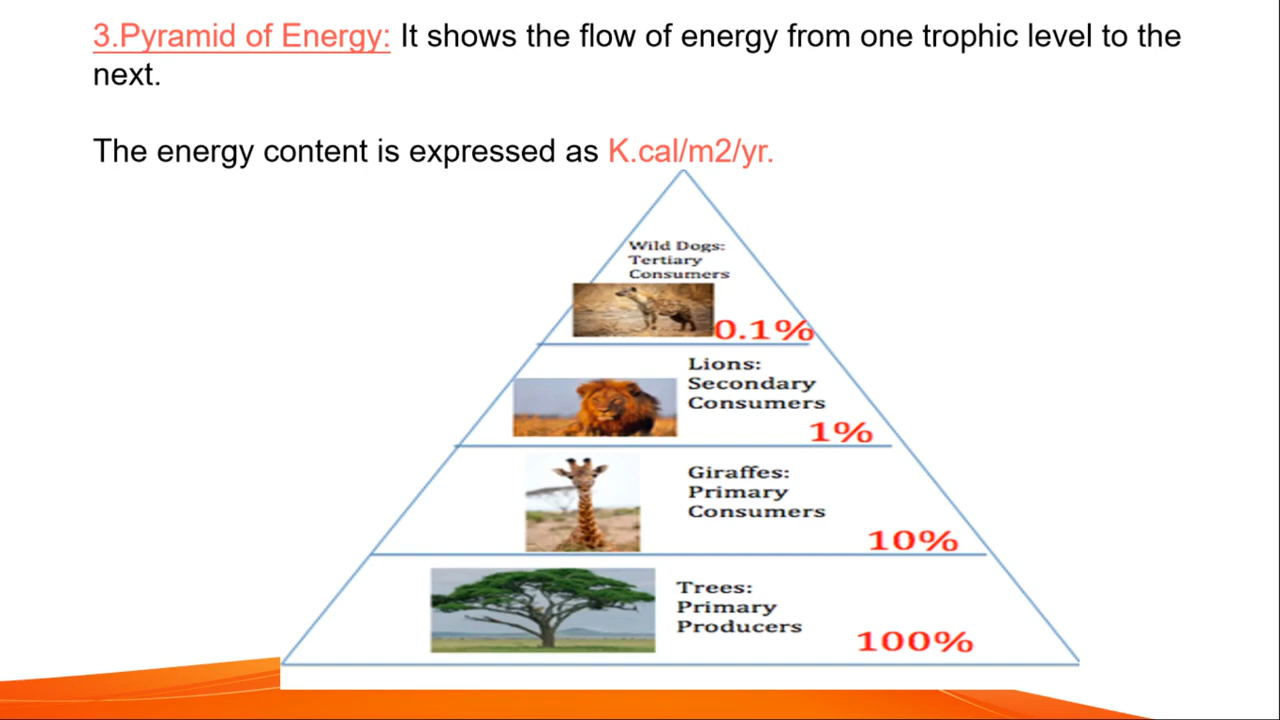 3.Pyramid of Energy: It shows the flow of energy from one trophic level to the
next.
The energy content is expressed as K.cal/m2/yr.
Wild Dogs:
Tertiary
Consumers
0.1%
Lions:
Secondary
Consumers
1%
Giraffes:
Primary
Consumers
10%
Trees:
Primary
Producers
100%